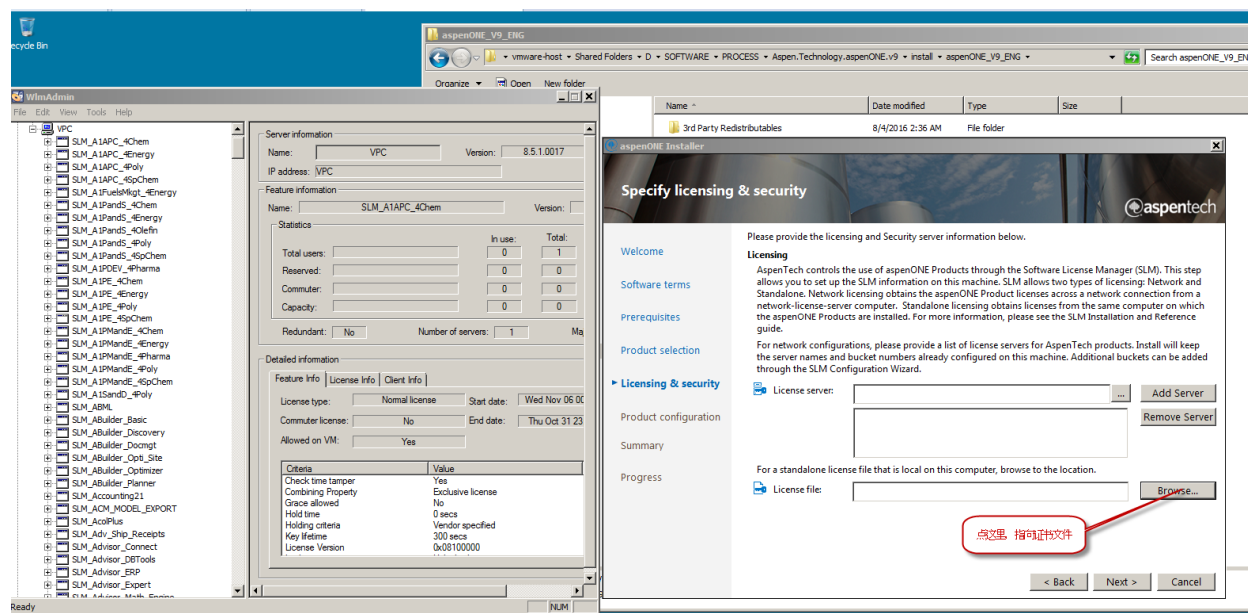 ecycle Bin
aspenONE_V9_ENG
vmware-host
Shared Folders
D
SOFTWARE
PROCESS
Aspen.Technology.aspenONE.v9
install
aspenONE_V9_ENG
Search aspenONE_V9_EN
Organize
Open
New folder
Name
Date modified
Type
Size
3rd Party Redistributables
8/4/2016 2:36 AM
File folder
WlmAdmin
File Edit View Tools Help
VPC
SLM_A1APC_4Chem
SLM_A1APC_4Energy
SLM_A1APC_4Poly
SLM_A1APC_4SpChem
SLM_A1FuelsMkgt_4Energy
SLM_A1PandS_4Chem
SLM_A1PandS_4Energy
SLM_A1PandS_4Olefin
SLM_A1PandS_4Poly
SLM_A1PandS_4SpChem
SLM_A1PDEV_4Pharma
SLM_A1PE_4Chem
SLM_A1PE_4Energy
SLM_A1PE_4Poly
SLM_A1PE_4SpChem
SLM_A1PMandE_4Chem
SLM_A1PMandE_4Energy
SLM_A1PMandE_4Pharma
SLM_A1PMandE_4Poly
SLM_A1PMandE_4SpChem
SLM_A1SandD_4Poly
SLM_ABML
SLM_ABuilder_Basic
SLM_ABuilder_Discovery
SLM_ABuilder_Docmgt
SLM_ABuilder_Opti_Site
SLM_ABuilder_Optimizer
SLM_ABuilder_Planner
SLM_Accounting21
SLM_ACM_MODEL_EXPORT
SLM_AcolPlus
SLM_Adv_Ship_Receipts
SLM_Advisor_Connect
SLM_Advisor_DBTools
SLM_Advisor_ERP
SLM_Advisor_Expert
SLM_Advisor_Math_Engine
Ready
NUM
Server information
Name: VPC Version: 8.5.1.0017
IP address: VPC
Feature information
Name: SLM_A1APC_4Chem Version:
Statistics
In use: Total:
Total users: 0 1
Reserved: 0 0
Commuter: 0 0
Capacity: 0 0
Redundant: No Number of servers: 1 Ma
Detailed information
Feature Info License Info Client Info
License type: Normal license Start date: Wed Nov 06 00
Commuter license: No End date: Thu Oct 31 23
Allowed on VM: Yes
Criteria Value
Check time tamper Yes
Combining Property Exclusive license
Grace allowed No
Hold time 0 secs
Holding criteria Vendor specified
Key lifetime 300 secs
License Version 0x08100000
aspenONE Installer
Specify licensing & security
aspentech
Welcome
Software terms
Prerequisites
Product selection
Licensing & security
Product configuration
Summary
Progress
Please provide the licensing and Security server information below.
Licensing
AspenTech controls the use of aspenONE Products through the Software License Manager (SLM). This step
allows you to set up the SLM information on this machine. SLM allows two types of licensing: Network and
Standalone. Network licensing obtains the aspenONE Product licenses across a network connection from a
network-license-server computer. Standalone licensing obtains licenses from the same computer on which
the aspenONE Products are installed. For more information, please see the SLM Installation and Reference
guide.
For network configurations, please provide a list of license servers for AspenTech products. Install will keep
the server names and bucket numbers already configured on this machine. Additional buckets can be added
through the SLM Configuration Wizard.
License server: ... Add Server
Remove Server
For a standalone license file that is local on this computer, browse to the location.
License file: Browse...
点这里, 指向证书文件
< Back Next > Cancel